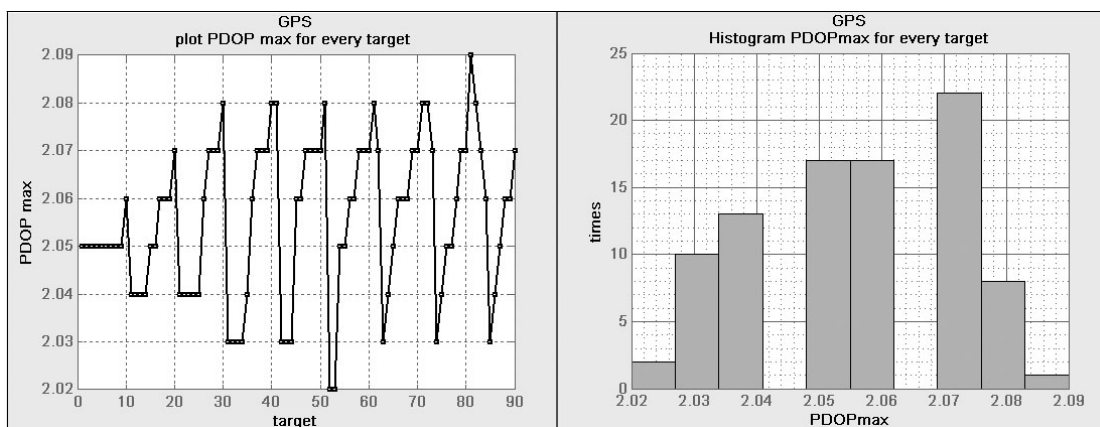 GPS
plot PDOP max for every target
2.09
2.08
2.07
2.06
2.05
2.04
2.03
2.02
PDOP max
0 10 20 30 40 50 60 70 80 90
target
GPS
Histogram PDOPmax for every target
25
20
15
10
5
0
times
2.02 2.03 2.04 2.05 2.06 2.07 2.08 2.09
PDOPmax